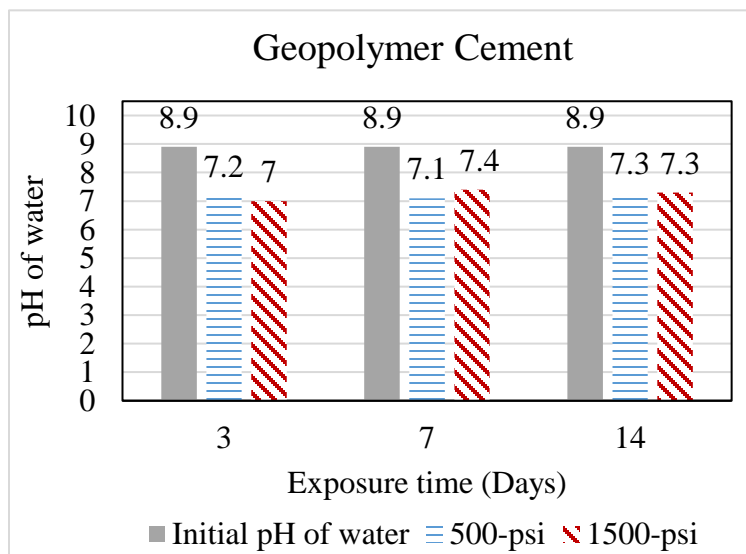 Geopolymer Cement
8.9 8.9 8.9
7.2 7 7.1 7.4 7.3 7.3
10
9
8
7
6
5
4
3
2
1
0
pH of water
3 7 14
Exposure time (Days)
Initial pH of water 500-psi 1500-psi